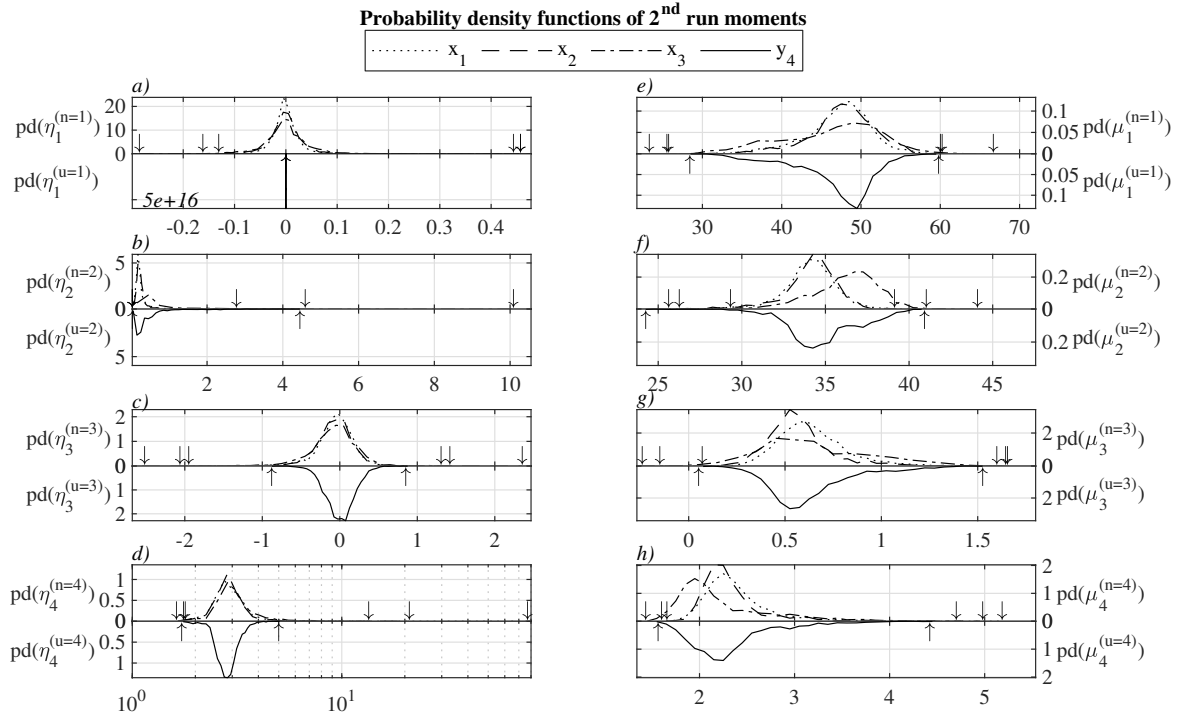 Probability density functions of 2nd run moments
x1 x2 x3 y4
a)
20
10
0
pd(η1(n=1))
pd(η1(u=1))
5e+16
-0.2 -0.1 0 0.1 0.2 0.3 0.4
b)
5
0
5
pd(η2(n=2))
pd(η2(u=2))
2 4 6 8 10
c)
2
1
0
1
2
pd(η3(n=3))
pd(η3(u=3))
-2 -1 0 1 2
d)
1
0.5
0
0.5
1
pd(η4(n=4))
pd(η4(u=4))
10^0 10^1
e)
0.1
0.05
0
0.05
0.1
pd(μ1(n=1))
pd(μ1(u=1))
30 40 50 60 70
f)
0.2
0
0.2
pd(μ2(n=2))
pd(μ2(u=2))
25 30 35 40 45
g)
2
0
2
pd(μ3(n=3))
pd(μ3(u=3))
0 0.5 1 1.5
h)
2
1
0
1
2
pd(μ4(n=4))
pd(μ4(u=4))
2 3 4 5